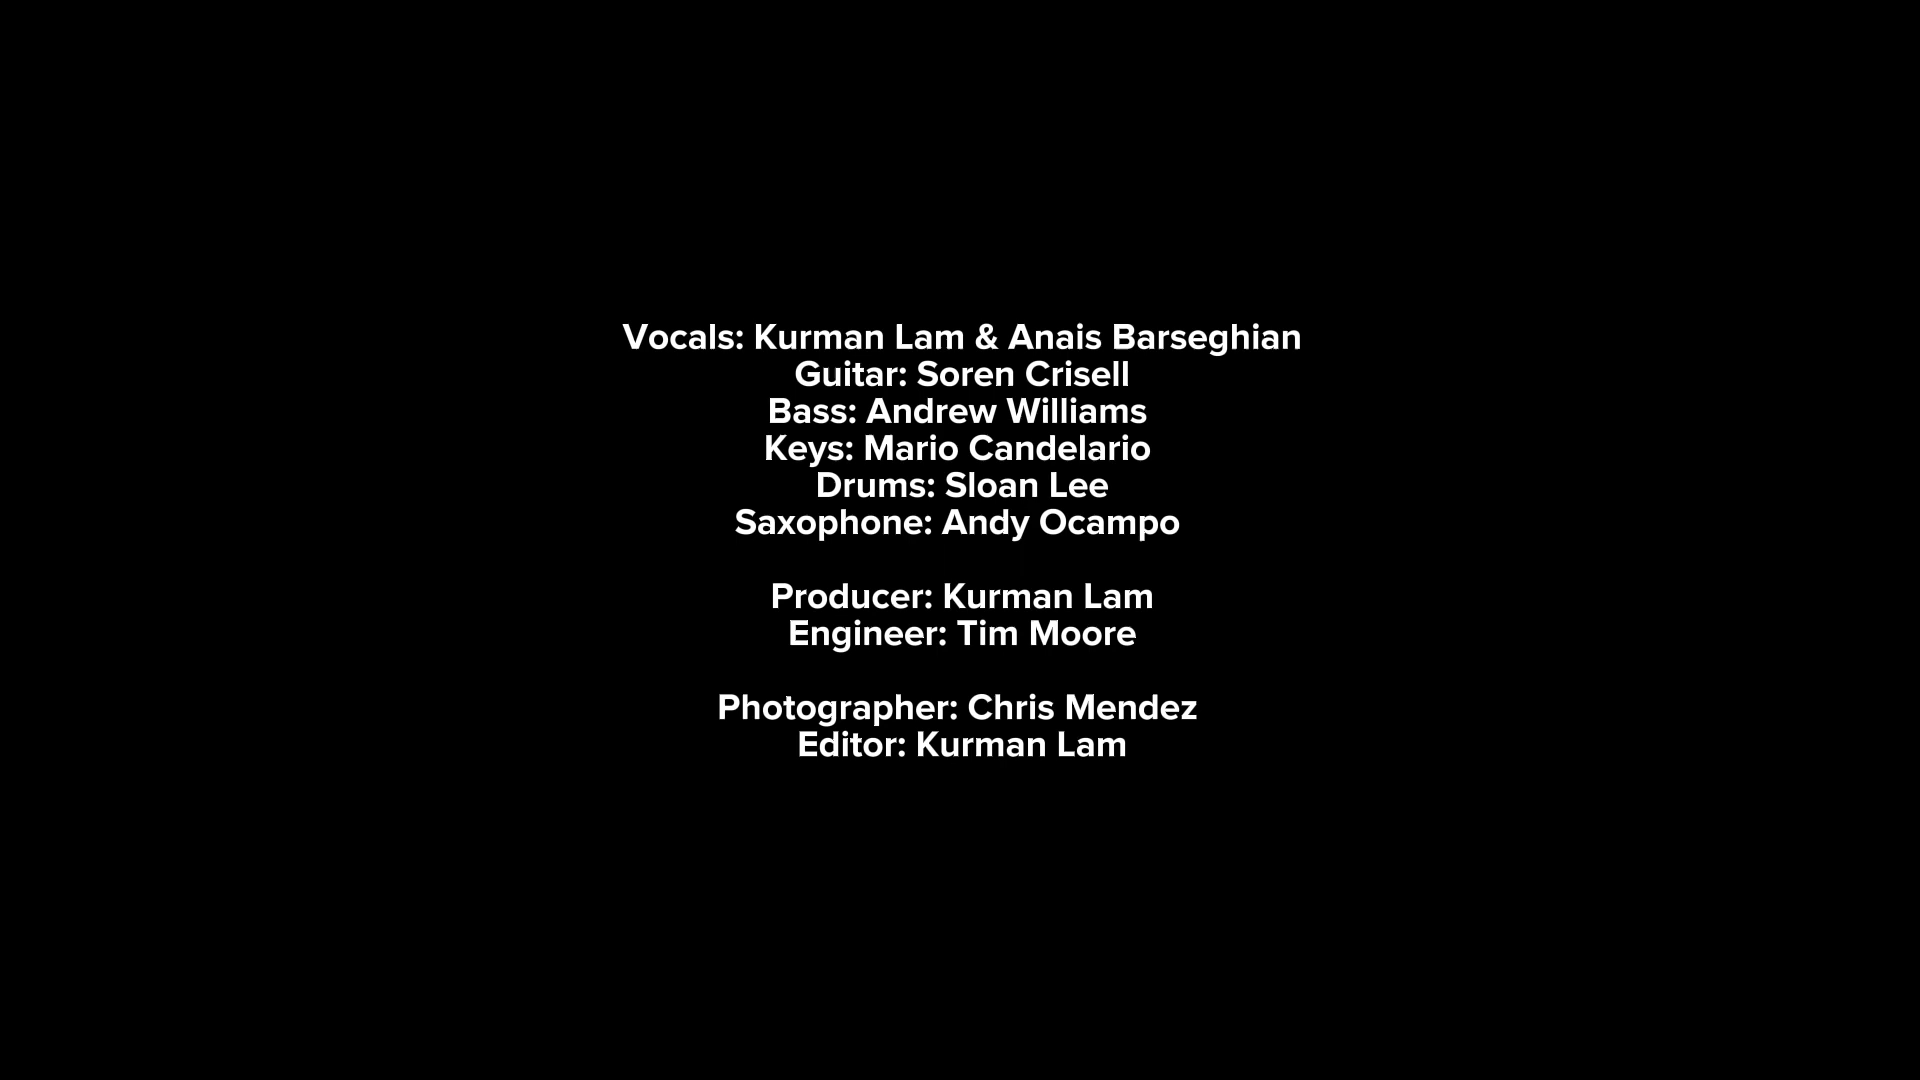 Vocals: Kurman Lam & Anais Barseghian
Guitar: Soren Crisell
Bass: Andrew Williams
Keys: Mario Candelario
Drums: Sloan Lee
Saxophone: Andy Ocampo
Producer: Kurman Lam
Engineer: Tim Moore
Photographer: Chris Mendez
Editor: Kurman Lam